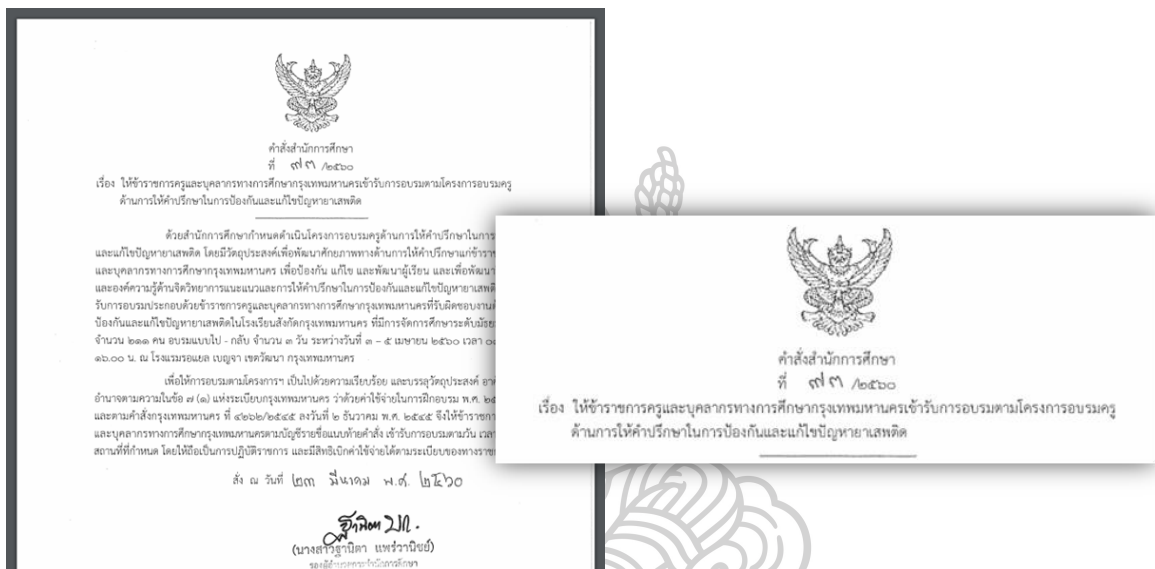 คำสั่งสำนักการศึกษา
ที่ ๗๓ /๒๕๖๐
เรื่อง ให้ข้าราชการครูและบุคลากรทางการศึกษากรุงเทพมหานครเข้ารับการอบรมตามโครงการอบรมครู
ด้านการให้คำปรึกษาในการป้องกันและแก้ไขปัญหายาเสพติด
ด้วยสำนักการศึกษากำหนดดำเนินโครงการอบรมครูด้านการให้คำปรึกษาในการ
และแก้ไขปัญหายาเสพติด โดยมีวัตถุประสงค์เพื่อพัฒนาศักยภาพทางด้านการให้คำปรึกษาแก่
และบุคลากรทางการศึกษากรุงเทพมหานคร เพื่อป้องกัน แก้ไข และพัฒนาผู้เรียน และเพื่อพัฒนา
และองค์ความรู้ด้านจิตวิทยาการแนะแนวและการให้คำปรึกษาในการป้องกันและแก้ไขปัญหา
รับการอบรมประกอบด้วยข้าราชการครูและบุคลากรทางการศึกษากรุงเทพมหานครที่รับผิดชอบงาน
ป้องกันและแก้ไขปัญหายาเสพติดในโรงเรียนสังกัดกรุงเทพมหานคร ที่มีการจัดการศึกษาระดับ
จำนวน ๒๑๑ คน อบรมแบบไป - กลับ จำนวน ๓ วัน ระหว่างวันที่ ๓ – ๕ เมษายน ๒๕๖๐ เวลา
๑๖.๐๐ น. ณ โรงแรมรอแยล เบญจา เขตวัฒนา กรุงเทพมหานคร
เพื่อให้การอบรมตามโครงการฯ เป็นไปด้วยความเรียบร้อย และบรรลุวัตถุประสงค์
อำนาจตามความในข้อ ๗ (๑) แห่งระเบียบกรุงเทพมหานคร ว่าด้วยค่าใช้จ่ายในการฝึกอบรม พ.ศ.
และตามคำสั่งกรุงเทพมหานคร ที่ ๔๒๖๒/๒๕๔๕ ลงวันที่ ๒ ธันวาคม พ.ศ. ๒๕๔๕ จึงให้
และบุคลากรทางการศึกษากรุงเทพมหานครตามบัญชีรายชื่อแนบท้ายคำสั่ง เข้ารับการอบรมตามวัน
สถานที่ที่กำหนด โดยให้ถือเป็นการปฏิบัติราชการ และมีสิทธิเบิกค่าใช้จ่ายได้ตามระเบียบของ
สั่ง ณ วันที่ ๒๓ มีนาคม พ.ศ. ๒๕๖๐
(นางสาวฐานิตา แพร่วานิชย์)
รองผู้อำนวยการสำนักการศึกษา
คำสั่งสำนักการศึกษา
ที่ ๗๓ /๒๕๖๐
เรื่อง ให้ข้าราชการครูและบุคลากรทางการศึกษากรุงเทพมหานครเข้ารับการอบรมตามโครงการอบรมครู
ด้านการให้คำปรึกษาในการป้องกันและแก้ไขปัญหายาเสพติด